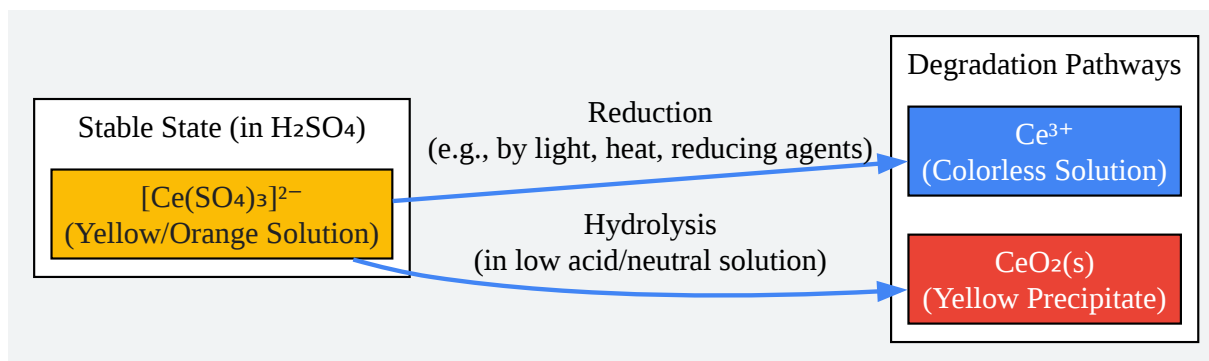 Stable State (in H₂SO₄)
[Ce(SO₄)₃]²⁻
(Yellow/Orange Solution)
Reduction
(e.g., by light, heat, reducing agents)
Hydrolysis
(in low acid/neutral solution)
Degradation Pathways
Ce³⁺
(Colorless Solution)
CeO₂(s)
(Yellow Precipitate)